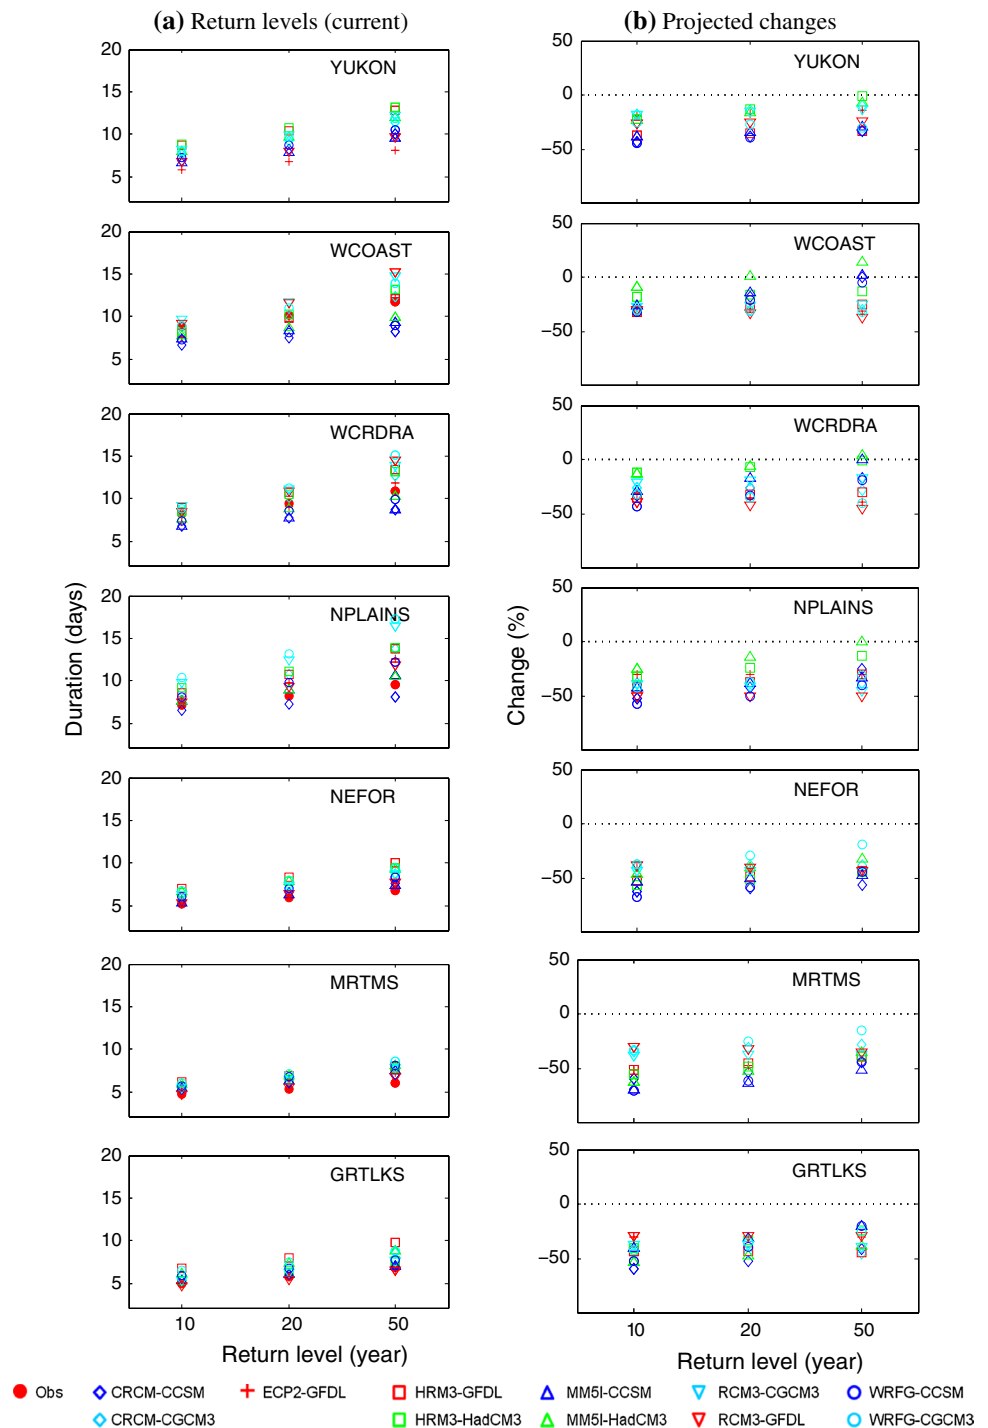 (a) Return levels (current)
(b) Projected changes
20
15
10
5
YUKON
50
0
−50
YUKON
20
15
10
5
WCOAST
50
0
−50
WCOAST
20
15
10
5
WCRDRA
50
0
−50
WCRDRA
Duration (days)
20
15
10
5
NPLAINS
Change (%)
50
0
−50
NPLAINS
20
15
10
5
NEFOR
50
0
−50
NEFOR
20
15
10
5
MRTMS
50
0
−50
MRTMS
20
15
10
5
GRTLKS
50
0
−50
GRTLKS
10 20 50
10 20 50
Return level (year)
Return level (year)
Obs CRCM-CCSM ECP2-GFDL HRM3-GFDL MM5I-CCSM RCM3-CGCM3 WRFG-CCSM
CRCM-CGCM3 HRM3-HadCM3 MM5I-HadCM3 RCM3-GFDL WRFG-CGCM3